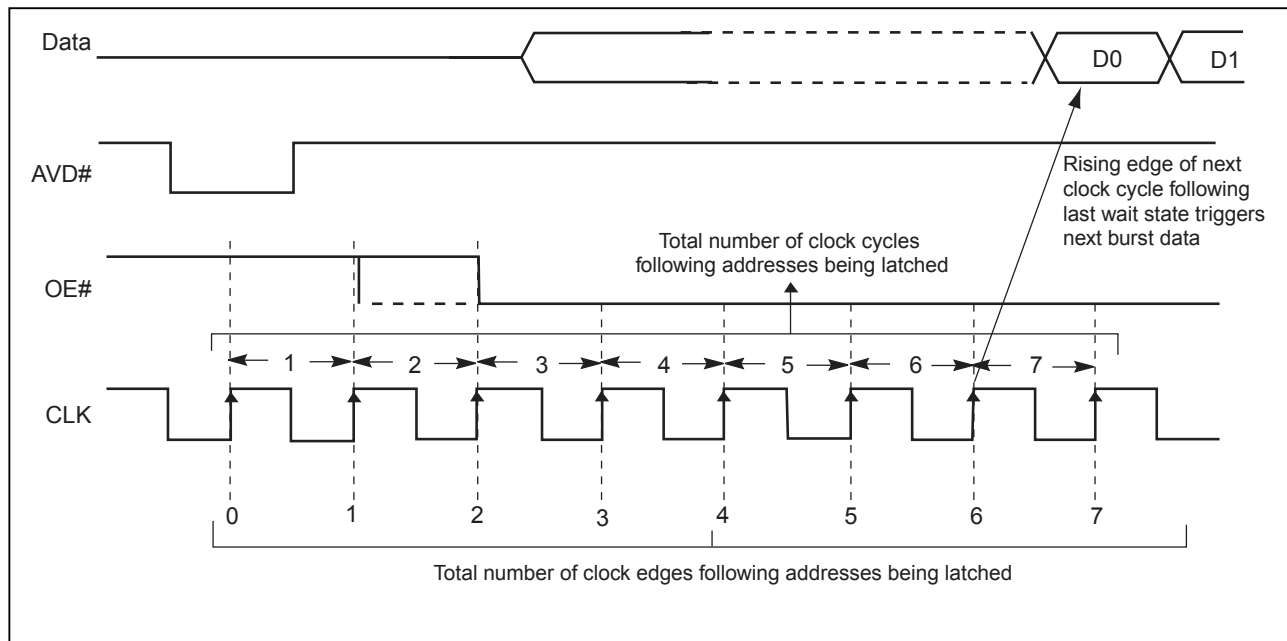 Data
D0
D1
AVD#
Rising edge of next
clock cycle following
last wait state triggers
next burst data
Total number of clock cycles
following addresses being latched
OE#
1 2 3 4 5 6 7
CLK
0 1 2 3 4 5 6 7
Total number of clock edges following addresses being latched